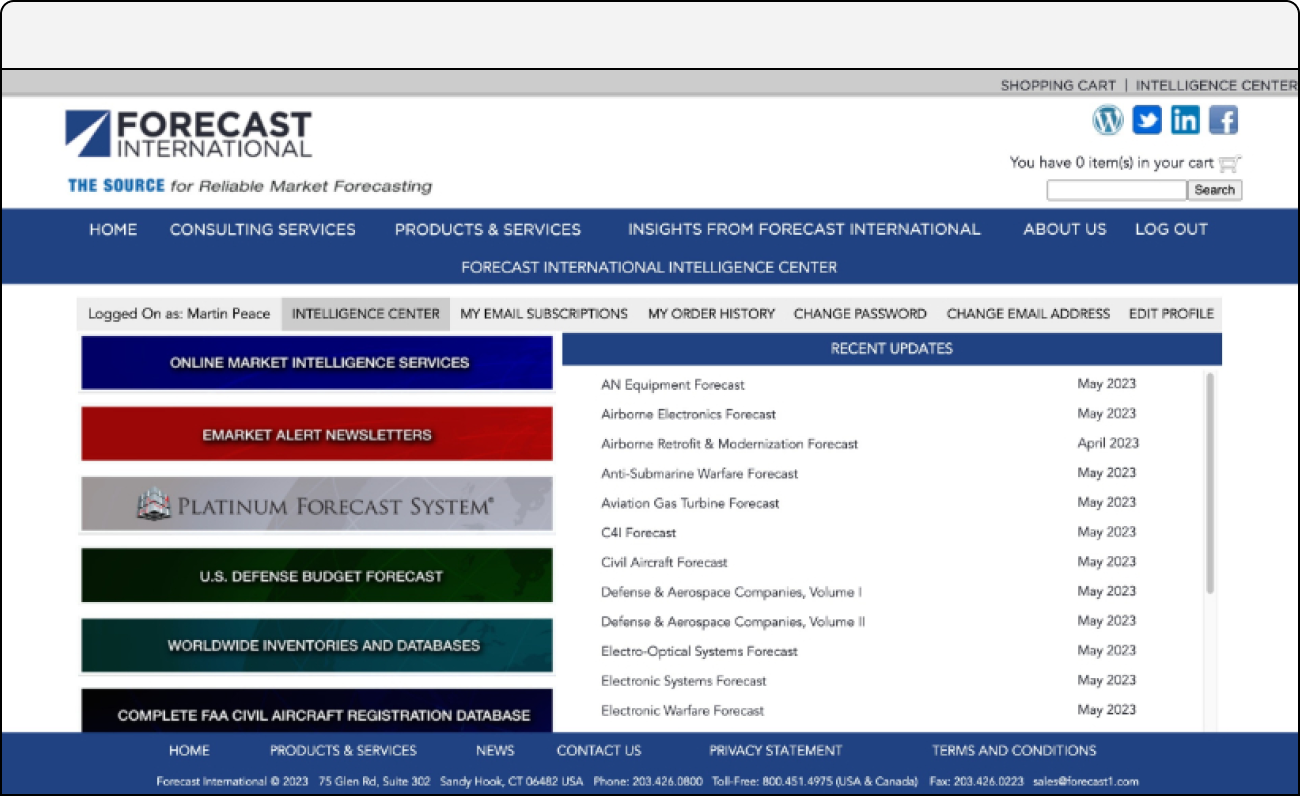 SHOPPING CART | INTELLIGENCE CENTER
FORECAST
INTERNATIONAL
THE SOURCE for Reliable Market Forecasting
You have 0 item(s) in your cart
Search
HOME CONSULTING SERVICES PRODUCTS & SERVICES INSIGHTS FROM FORECAST INTERNATIONAL ABOUT US LOG OUT
FORECAST INTERNATIONAL INTELLIGENCE CENTER
Logged On as: Martin Peace INTELLIGENCE CENTER MY EMAIL SUBSCRIPTIONS MY ORDER HISTORY CHANGE PASSWORD CHANGE EMAIL ADDRESS EDIT PROFILE
ONLINE MARKET INTELLIGENCE SERVICES
EMARKET ALERT NEWSLETTERS
PLATINUM FORECAST SYSTEM®
U.S. DEFENSE BUDGET FORECAST
WORLDWIDE INVENTORIES AND DATABASES
COMPLETE FAA CIVIL AIRCRAFT REGISTRATION DATABASE
RECENT UPDATES
AN Equipment Forecast May 2023
Airborne Electronics Forecast May 2023
Airborne Retrofit & Modernization Forecast April 2023
Anti-Submarine Warfare Forecast May 2023
Aviation Gas Turbine Forecast May 2023
C4I Forecast May 2023
Civil Aircraft Forecast May 2023
Defense & Aerospace Companies, Volume I May 2023
Defense & Aerospace Companies, Volume II May 2023
Electro-Optical Systems Forecast May 2023
Electronic Systems Forecast May 2023
Electronic Warfare Forecast May 2023
HOME PRODUCTS & SERVICES NEWS CONTACT US PRIVACY STATEMENT TERMS AND CONDITIONS
Forecast International © 2023 75 Glen Rd, Suite 302 Sandy Hook, CT 06482 USA Phone: 203.426.0800 Toll-Free: 800.451.4975 (USA & Canada) Fax: 203.426.0223 sales@forecast1.com